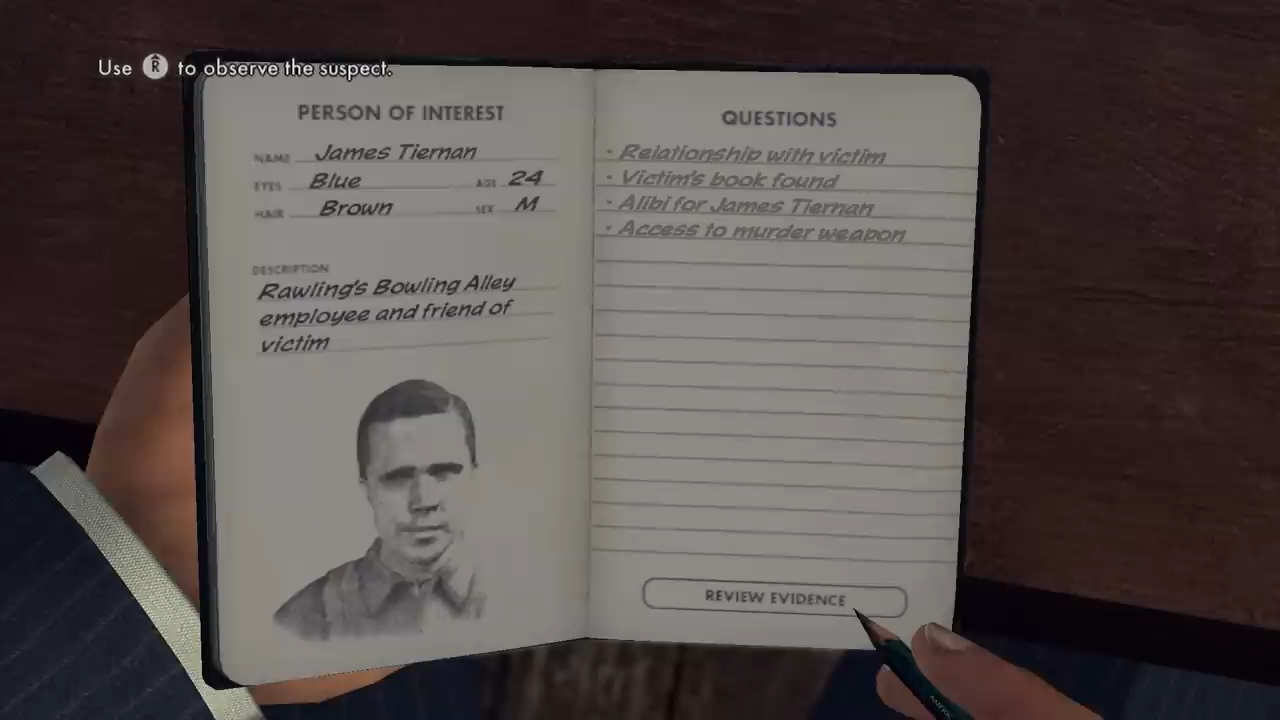 Use R to observe the suspect.
PERSON OF INTEREST
NAME James Tiernan
EYES Blue AGE 24
HAIR Brown SEX M
DESCRIPTION
Rawling's Bowling Alley
employee and friend of
victim
QUESTIONS
· Relationship with victim
· Victim's book found
· Alibi for James Tiernan
· Access to murder weapon
REVIEW EVIDENCE